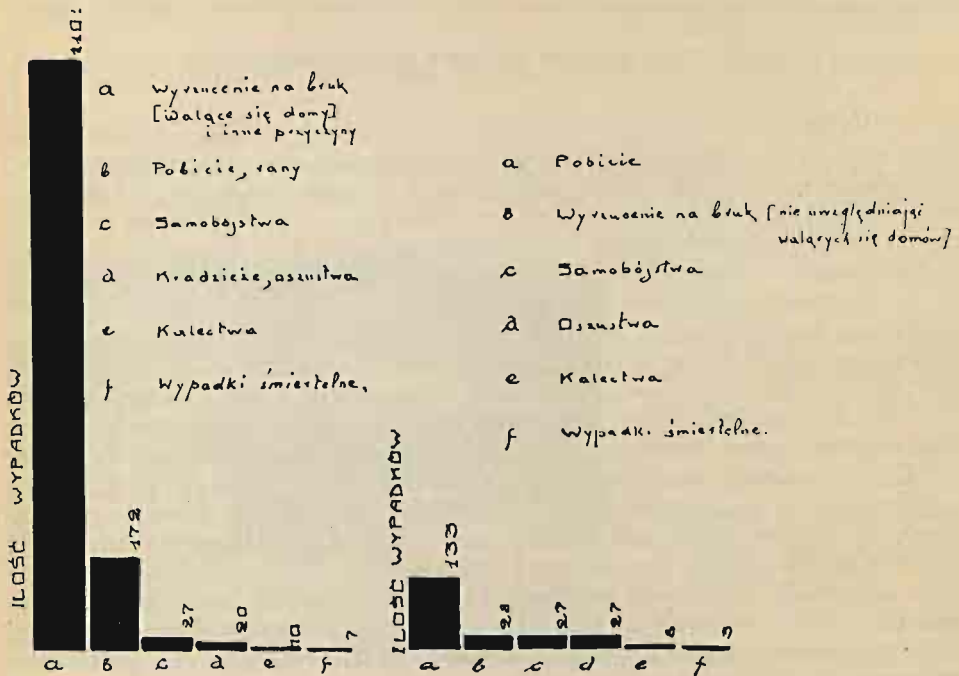 110:
a Wyrzucenie na bruk
[Walące się domy]
i inne przyczyny
b Pobicie, rany
c Samobójstwa
d Kradzieże, oszustwa
e Kalectwa
f Wypadki śmiertelne.
ILOŚĆ WYPADKÓW
172
27
20
10
7
a b c d e f
a Pobicie
b Wyrzucenie na bruk [nie uwzględniając
walących się domów]
c Samobójstwa
d Oszustwa
e Kalectwa
f Wypadki śmiertelne.
ILOŚĆ WYPADKÓW
133
28
27
27
3
a b c d e f